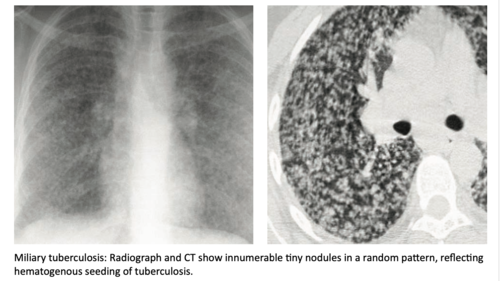 Miliary tuberculosis: Radiograph and CT show innumerable tiny nodules in a random pattern, reflecting
hematogenous seeding of tuberculosis.